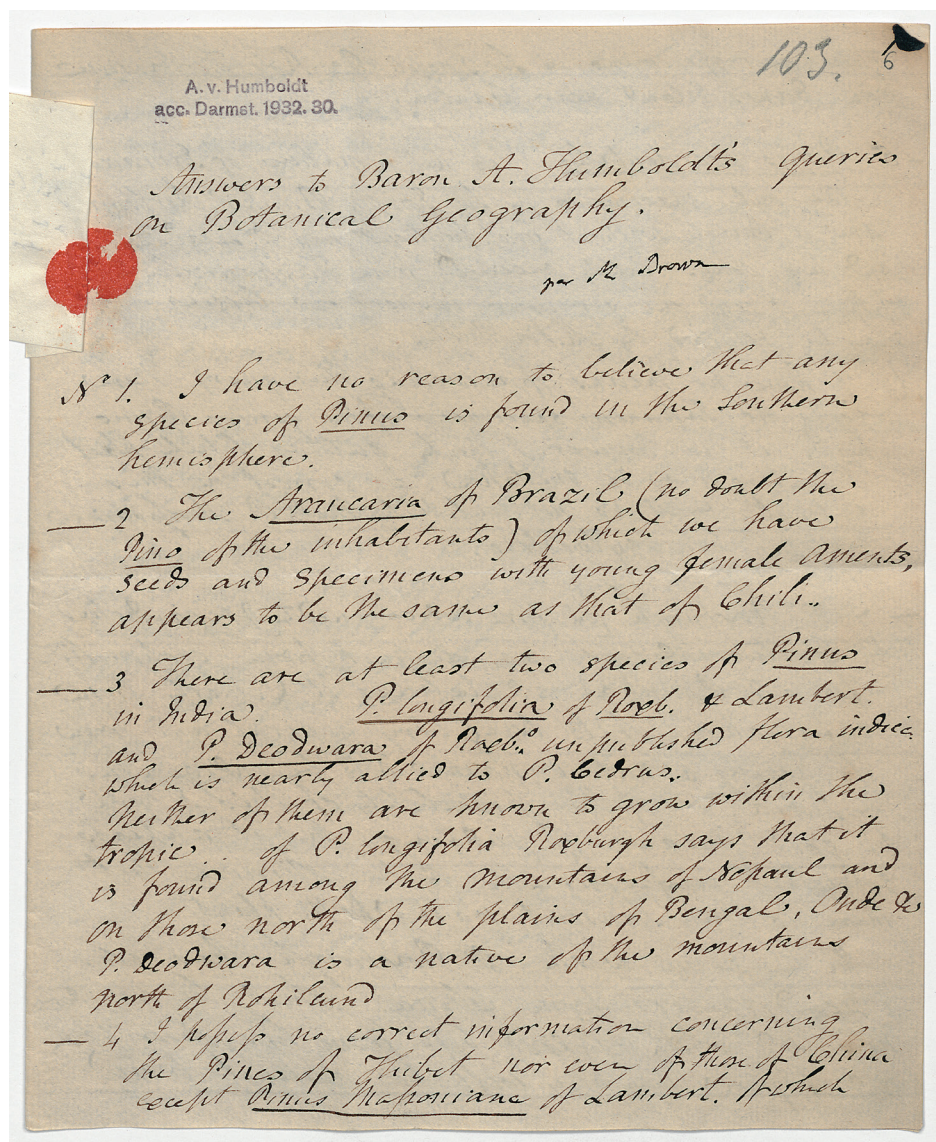 103.
6
A. v. Humboldt
acc. Darmst. 1932. 30.
Answers to Baron A. Humboldt's queries
on Botanical Geography.
par M Brown
No 1. I have no reason to believe that any
species of Pinus is found in the Southern
hemisphere.
— 2 The Araucaria of Brazil (no doubt the
Pino of the inhabitants) of which we have
seeds and specimens with young female aments,
appears to be the same as that of Chili.
— 3 There are at least two species of Pinus
in India. P. longifolia of Roxb. & Lambert.
and P. Deodwara of Roxb.s unpublished flora indica
which is nearly allied to P. Cedrus.
Neither of them are known to grow within the
tropic.. of P. longifolia Roxburgh says that it
is found among the mountains of Nepaul and
on those north of the plains of Bengal, Oude &c
P. Deodwara is a native of the mountains
north of Rohilcund
— 4 I possess no correct information concerning
the Pines of Thibet nor even of those of China
except Pinus Massoniana of Lambert. of which